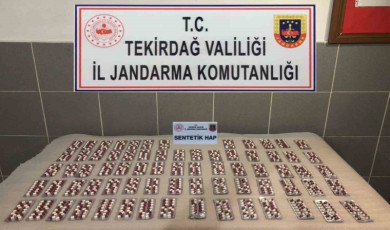 T.C.
TEKİRDAĞ VALİLİĞİ
İL JANDARMA KOMUTANLIĞI
SENTETİK HAP